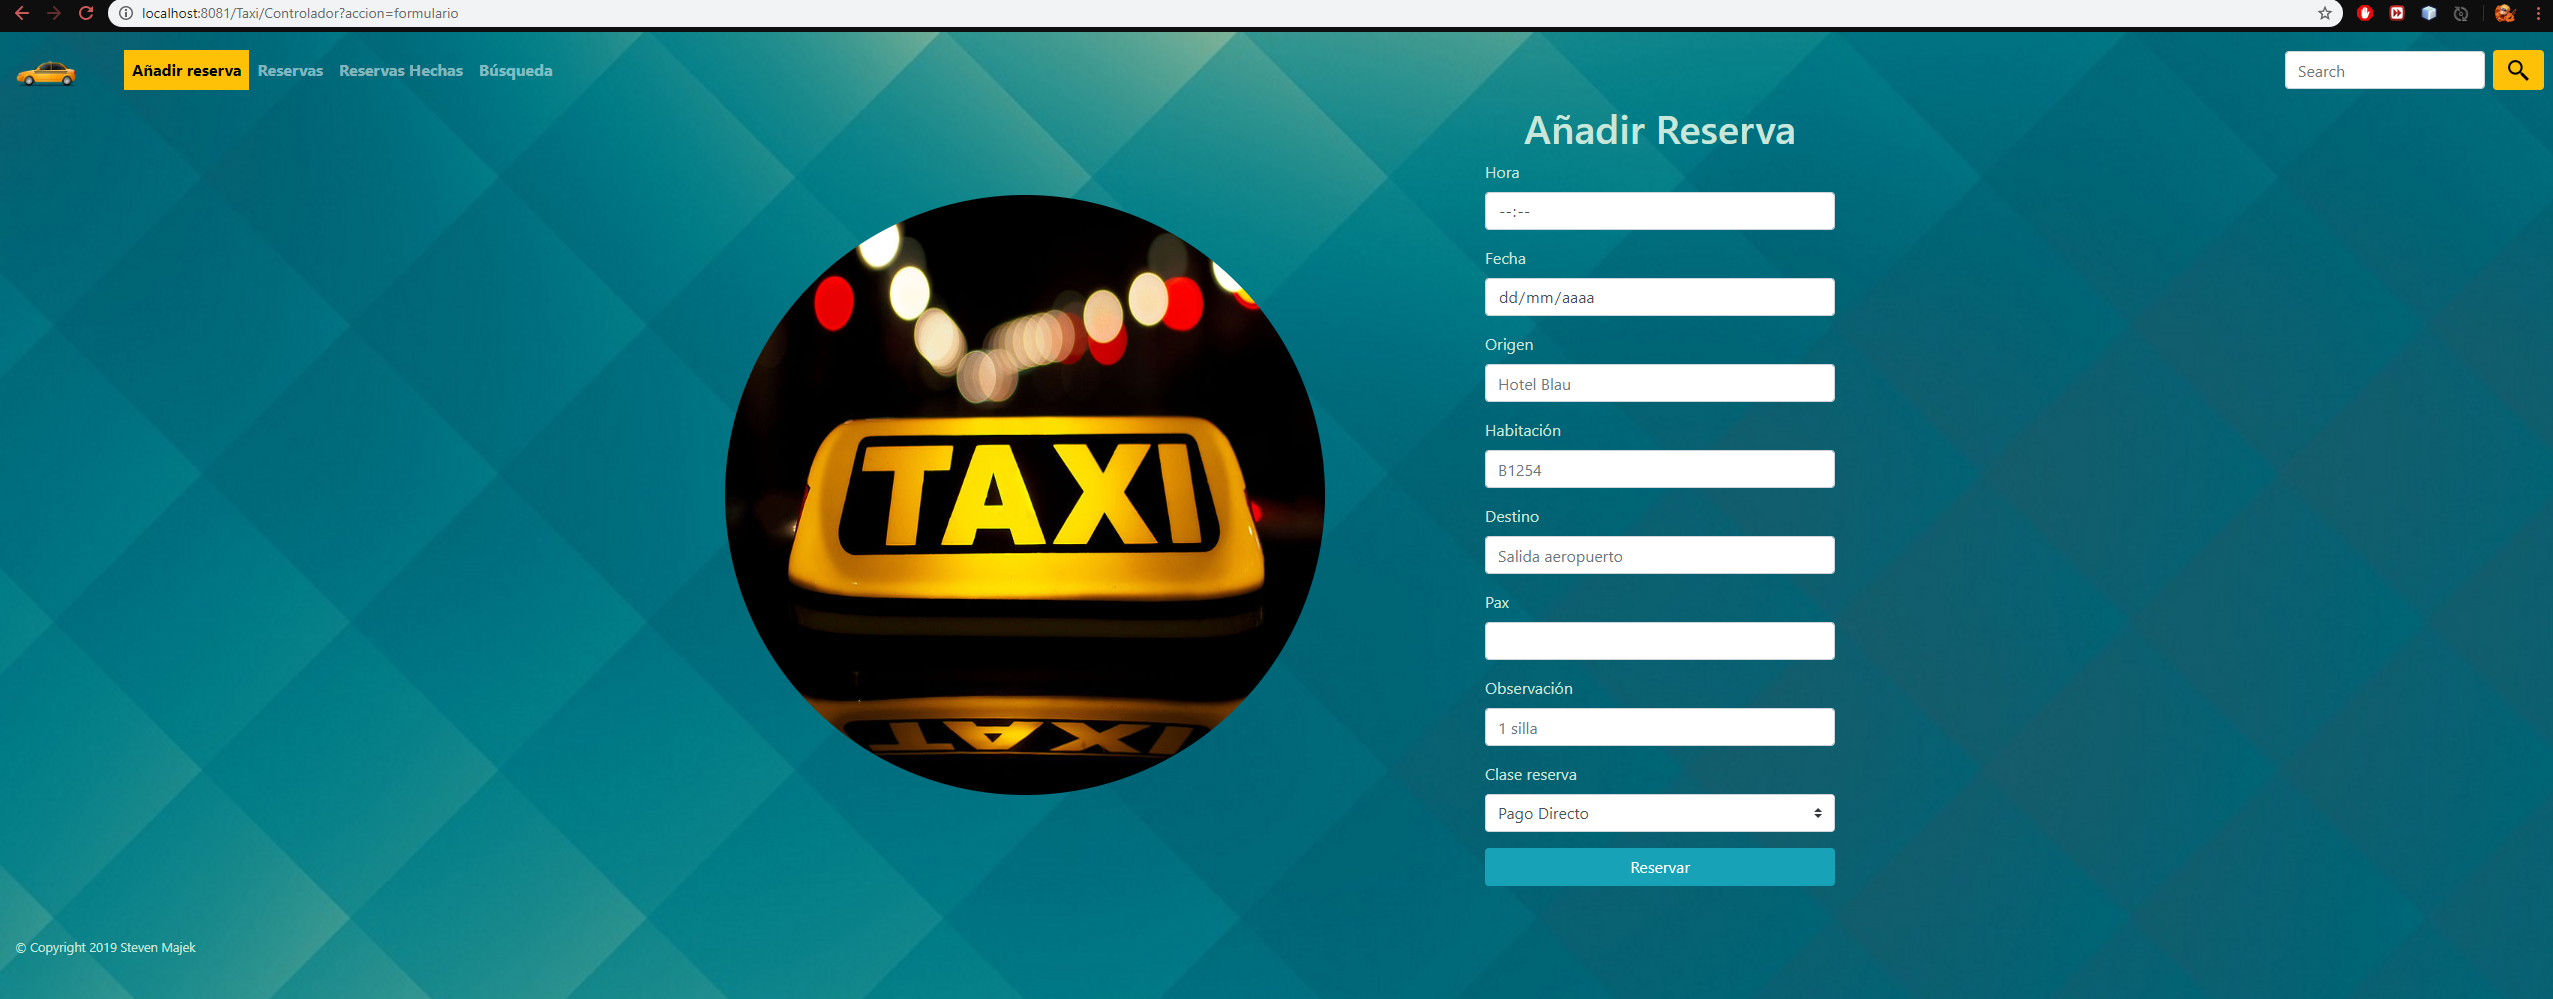 localhost:8081/Taxi/Controlador?accion=formulario
Añadir reserva Reservas Reservas Hechas Búsqueda
Search
Añadir Reserva
Hora
--:--
Fecha
dd/mm/aaaa
Origen
Hotel Blau
Habitación
B1254
Destino
Salida aeropuerto
Pax
Observación
1 silla
Clase reserva
Pago Directo
Reservar
TAXI
TAXI
© Copyright 2019 Steven Majek